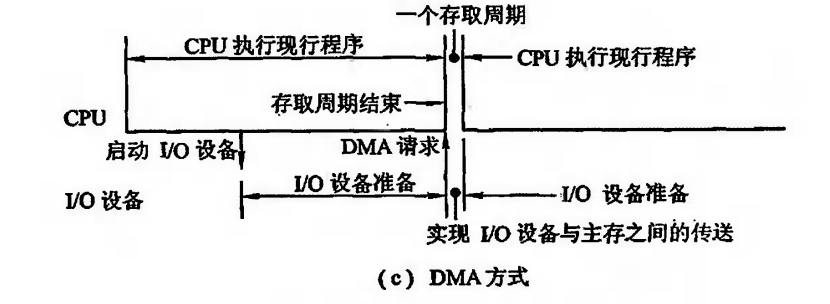 一个存取周期
CPU 执行现行程序
CPU 执行现行程序
存取周期结束
CPU
启动 I/O 设备
DMA 请求
I/O 设备准备
I/O 设备
I/O 设备准备
实现 I/O 设备与主存之间的传送
(c) DMA 方式